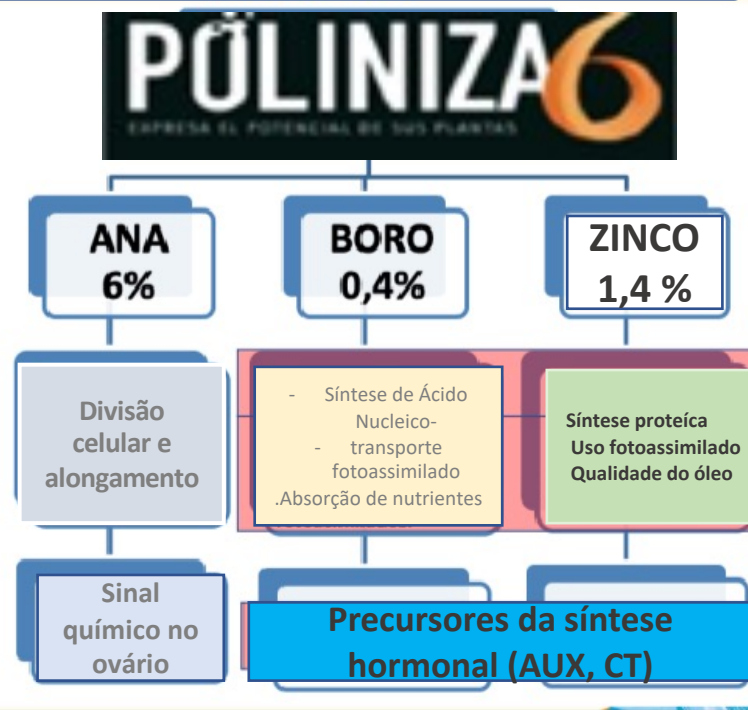 POLINIZA6
EXPRESA EL POTENCIAL DE SUS PLANTAS
ANA
6%
BORO
0,4%
ZINCO
1,4 %
Divisão
celular e
alongamento
- Síntese de Ácido
Nucleico-
- transporte
fotoassimilado
.Absorção de nutrientes
Síntese proteíca
Uso fotoassimilado
Qualidade do óleo
Sinal
químico no
ovário
Precursores da síntese
hormonal (AUX, CT)